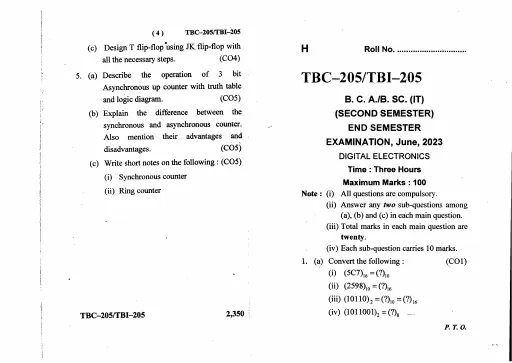 ( 4 ) TBC–205/TBI–205
(c) Design T flip-flop using JK flip-flop with
all the necessary steps. (CO4)
5. (a) Describe the operation of 3 bit
Asynchronous up counter with truth table
and logic diagram. (CO5)
(b) Explain the difference between the
synchronous and asynchronous counter.
Also mention their advantages and
disadvantages. (CO5)
(c) Write short notes on the following : (CO5)
(i) Synchronous counter
(ii) Ring counter
TBC–205/TBI–205 2,350
H Roll No. ..............................
TBC-205/TBI-205
B. C. A./B. SC. (IT)
(SECOND SEMESTER)
END SEMESTER
EXAMINATION, June, 2023
DIGITAL ELECTRONICS
Time : Three Hours
Maximum Marks : 100
Note : (i) All questions are compulsory.
(ii) Answer any two sub-questions among
(a), (b) and (c) in each main question.
(iii) Total marks in each main question are
twenty.
(iv) Each sub-question carries 10 marks.
1. (a) Convert the following : (CO1)
(i) (5C7)₁₆ = (?)₁₀
(ii) (2598)₁₀ = (?)₁₆
(iii) (10110)₂ = (?)₁₀ = (?)₁₆
(iv) (1011001)₂ = (?)₈
P. T. O.